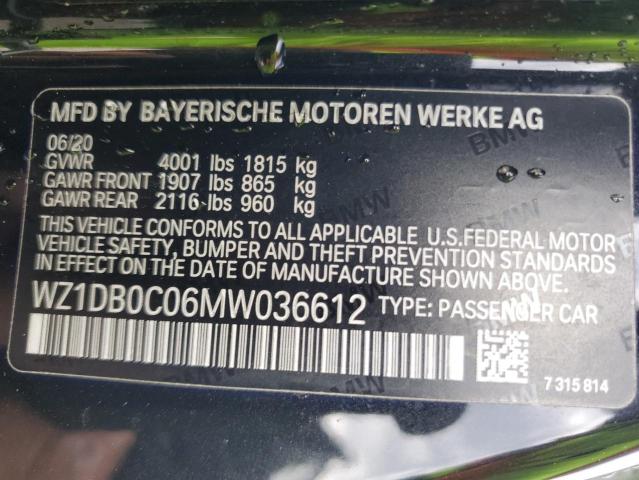 MFD BY BAYERISCHE MOTOREN WERKE AG
06/20
GVWR 4001 lbs 1815 kg
GAWR FRONT 1907 lbs 865 kg
GAWR REAR 2116 lbs 960 kg
THIS VEHICLE CONFORMS TO ALL APPLICABLE U.S.FEDERAL MOTOR
VEHICLE SAFETY, BUMPER AND THEFT PREVENTION STANDARDS
IN EFFECT ON THE DATE OF MANUFACTURE SHOWN ABOVE.
WZ1DB0C06MW036612 TYPE: PASSENGER CAR
7 315 814